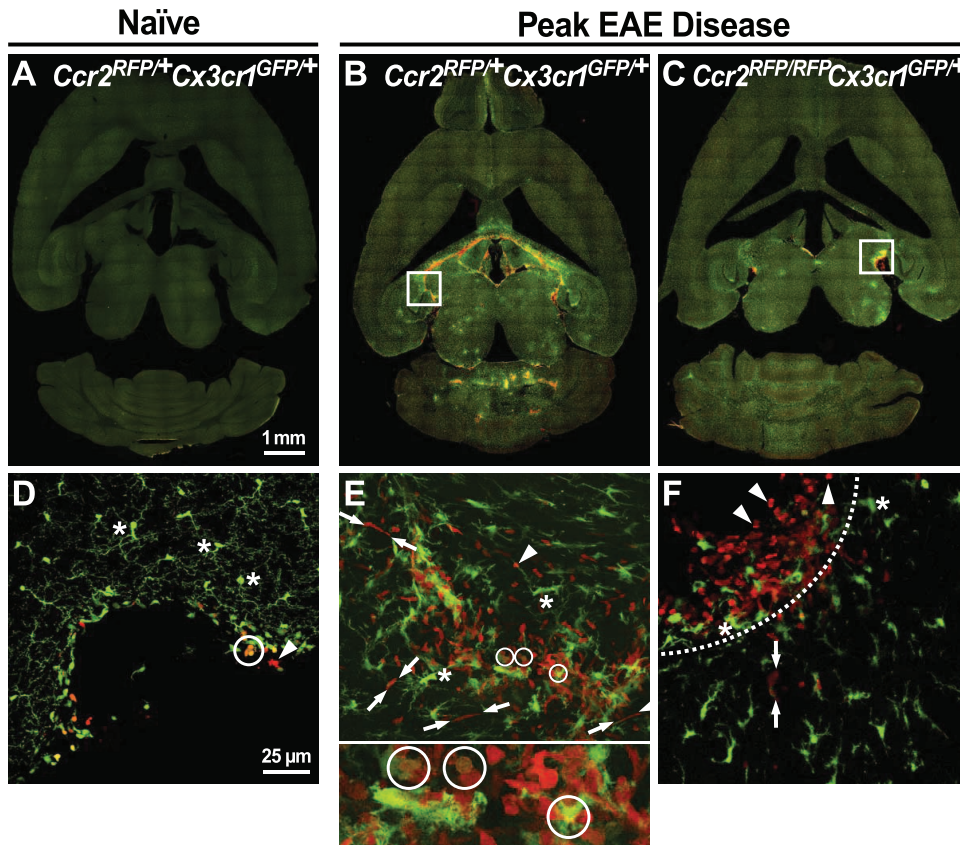 Naïve
Peak EAE Disease
A Ccr2RFP/+Cx3cr1GFP/+
B Ccr2RFP/+Cx3cr1GFP/+
C Ccr2RFP/RFPCx3cr1GFP/+
1 mm
D
E
F
25 µm